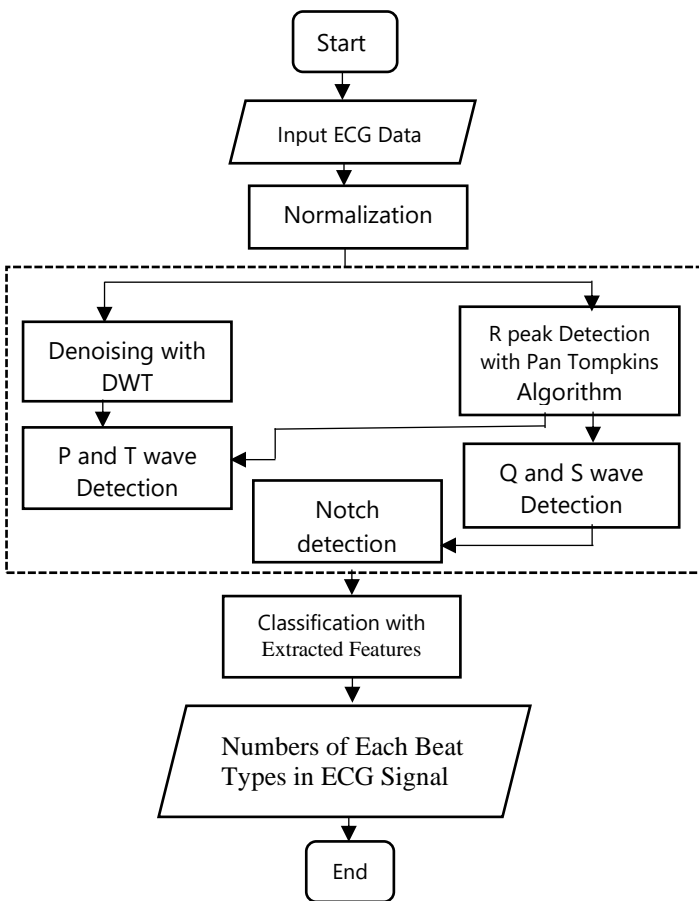 Start
Input ECG Data
Normalization
Denoising with
DWT
R peak Detection
with Pan Tompkins
Algorithm
P and T wave
Detection
Q and S wave
Detection
Notch
detection
Classification with
Extracted Features
Numbers of Each Beat
Types in ECG Signal
End